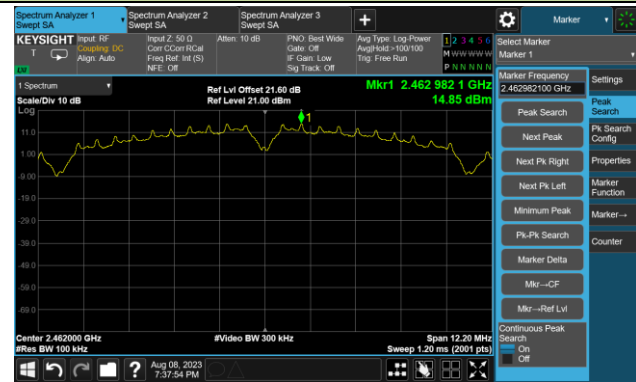 Spectrum Analyzer 1
Swept SA
Spectrum Analyzer 2
Swept SA
Spectrum Analyzer 3
Swept SA
Marker
KEYSIGHT
Input: RF
Coupling: DC
Align: Auto
Input Z: 50 Ω
Corr CCorr RCal
Freq Ref: Int (S)
NFE: Off
Atten: 10 dB
PNO: Best Wide
Gate: Off
IF Gain: Low
Sig Track: Off
Avg Type: Log-Power
Avg|Hold:>100/100
Trig: Free Run
1 2 3 4 5 6
M W W W W W
P N N N N N
T
LNI
Select Marker
Marker 1
1 Spectrum
Scale/Div 10 dB
Log
Ref Lvl Offset 21.60 dB
Ref Level 21.00 dBm
Mkr1 2.462 982 1 GHz
14.85 dBm
1
11.0
1.00
-9.00
-19.0
-29.0
-39.0
-49.0
-59.0
-69.0
Center 2.462000 GHz
#Res BW 100 kHz
#Video BW 300 kHz
Span 12.20 MHz
Sweep 1.20 ms (2001 pts)
Marker Frequency
2.462982100 GHz
Peak Search
Next Peak
Next Pk Right
Next Pk Left
Minimum Peak
Pk-Pk Search
Marker Delta
Mkr→CF
Mkr→Ref Lvl
Continuous Peak
Search
On
Off
Settings
Peak
Search
Pk Search
Config
Properties
Marker
Function
Marker→
Counter
Aug 08, 2023
7:37:54 PM